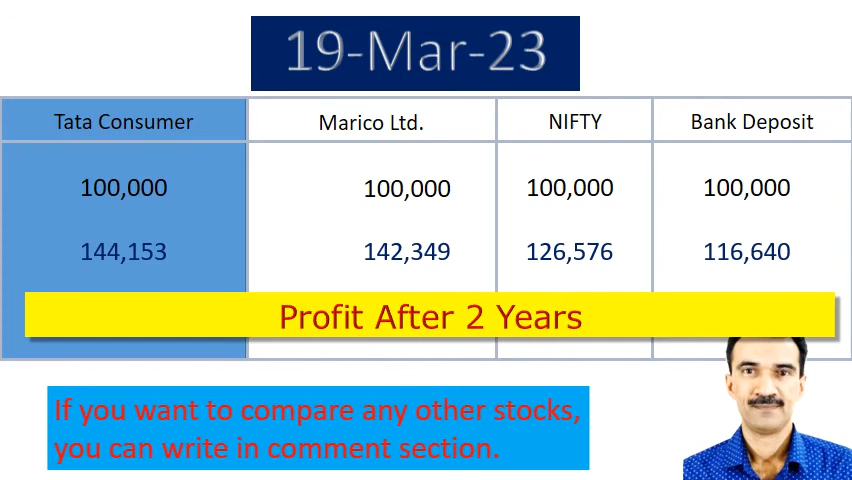 19-Mar-23
Tata Consumer Marico Ltd. NIFTY Bank Deposit
100,000 100,000 100,000 100,000
144,153 142,349 126,576 116,640
Profit After 2 Years
If you want to compare any other stocks,
you can write in comment section.